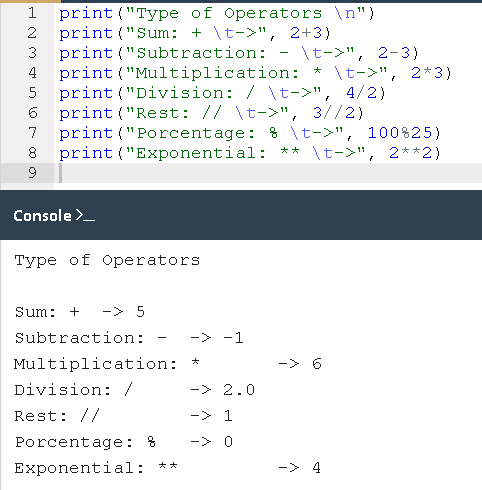 1 print("Type of Operators \n")
2 print("Sum: + \t->", 2+3)
3 print("Subtraction: - \t->", 2-3)
4 print("Multiplication: * \t->", 2*3)
5 print("Division: / \t->", 4/2)
6 print("Rest: // \t->", 3//2)
7 print("Porcentage: % \t->", 100%25)
8 print("Exponential: ** \t->", 2**2)
9
Console >_
Type of Operators
Sum: + -> 5
Subtraction: - -> -1
Multiplication: * -> 6
Division: / -> 2.0
Rest: // -> 1
Porcentage: % -> 0
Exponential: ** -> 4